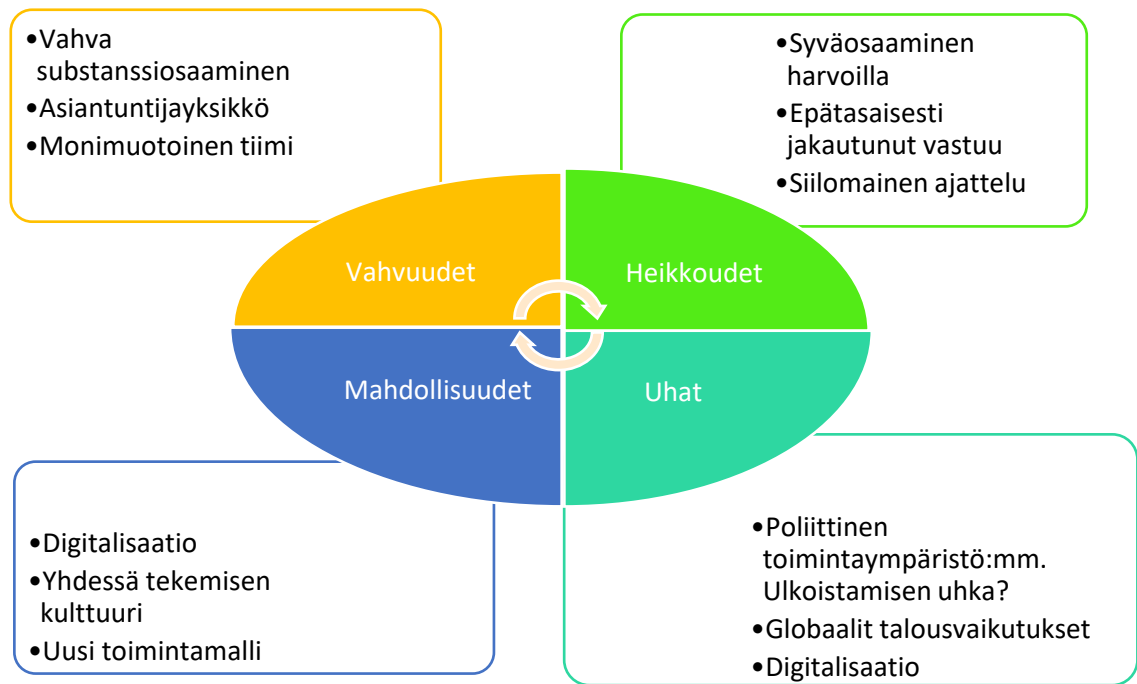 •Vahva
substanssiosaaminen
•Asiantuntijayksikkö
•Monimuotoinen tiimi
•Syväosaaminen
harvoilla
•Epätasaisesti
jakautunut vastuu
•Siilomainen ajattelu
Vahvuudet
Heikkoudet
Mahdollisuudet
Uhat
•Digitalisaatio
•Yhdessä tekemisen
kulttuuri
•Uusi toimintamalli
•Poliittinen
toimintaympäristö:mm.
Ulkoistamisen uhka?
•Globaalit talousvaikutukset
•Digitalisaatio